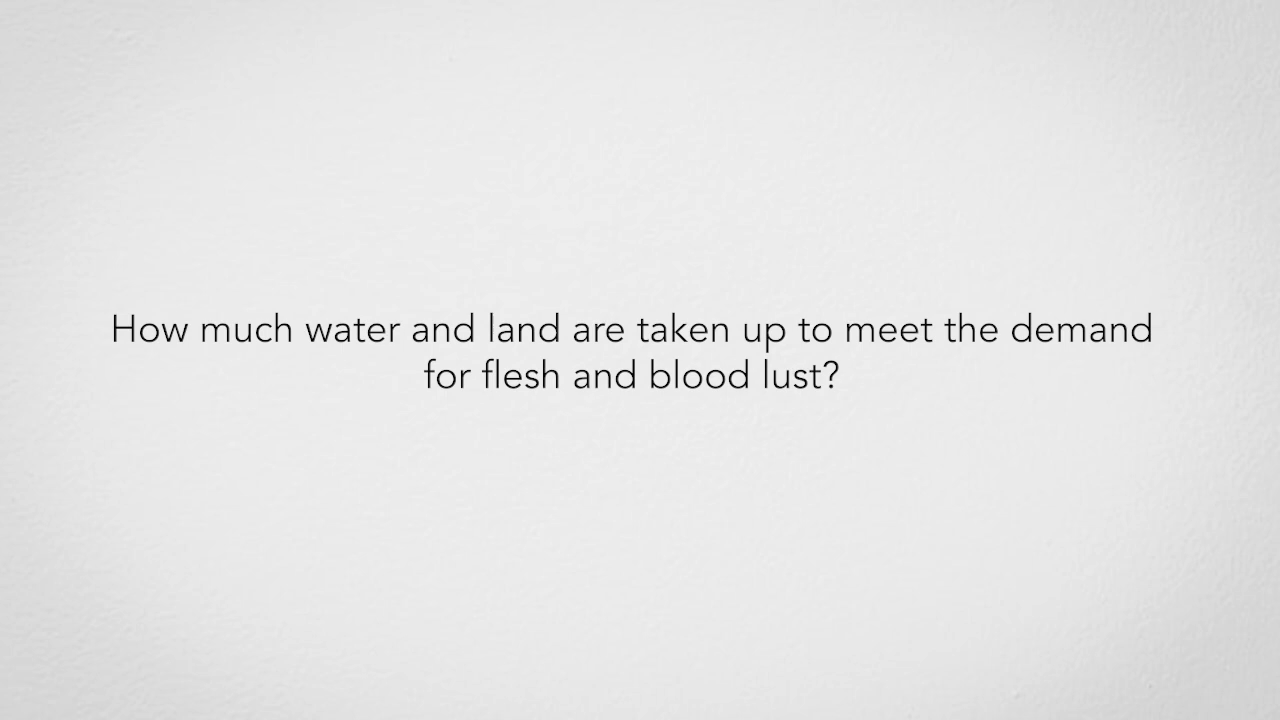 How much water and land are taken up to meet the demand
for flesh and blood lust?